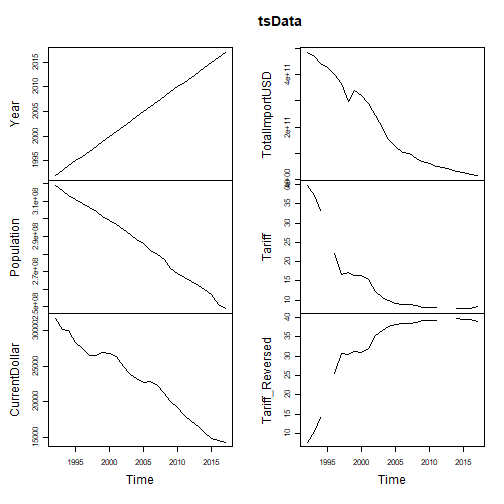 tsData
Year
2015
2010
2005
2000
1995
Population
3.1e+08
2.9e+08
2.7e+08
2.5e+08
CurrentDollar
25000
20000
15000
1995 2000 2005 2010 2015
Time
TotalImportUSD
4e+11
2e+11
0e+00
Tariff
40
35
30
25
20
15
10
Tariff_Reversed
40
35
30
25
20
15
10
1995 2000 2005 2010 2015
Time